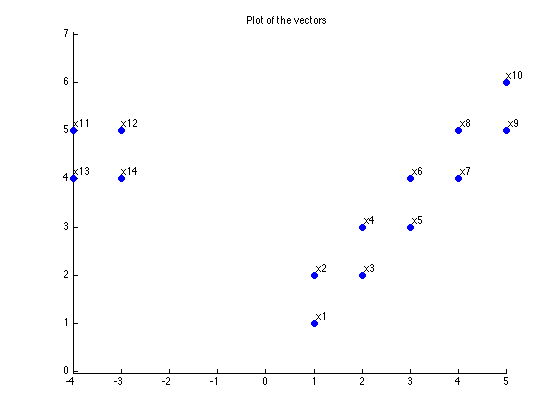 Plot of the vectors
7
6
5
4
3
2
1
0
x10
x11 x12 x8 x9
x13 x14 x6 x7
x4 x5
x2 x3
x1
-4 -3 -2 -1 0 1 2 3 4 5